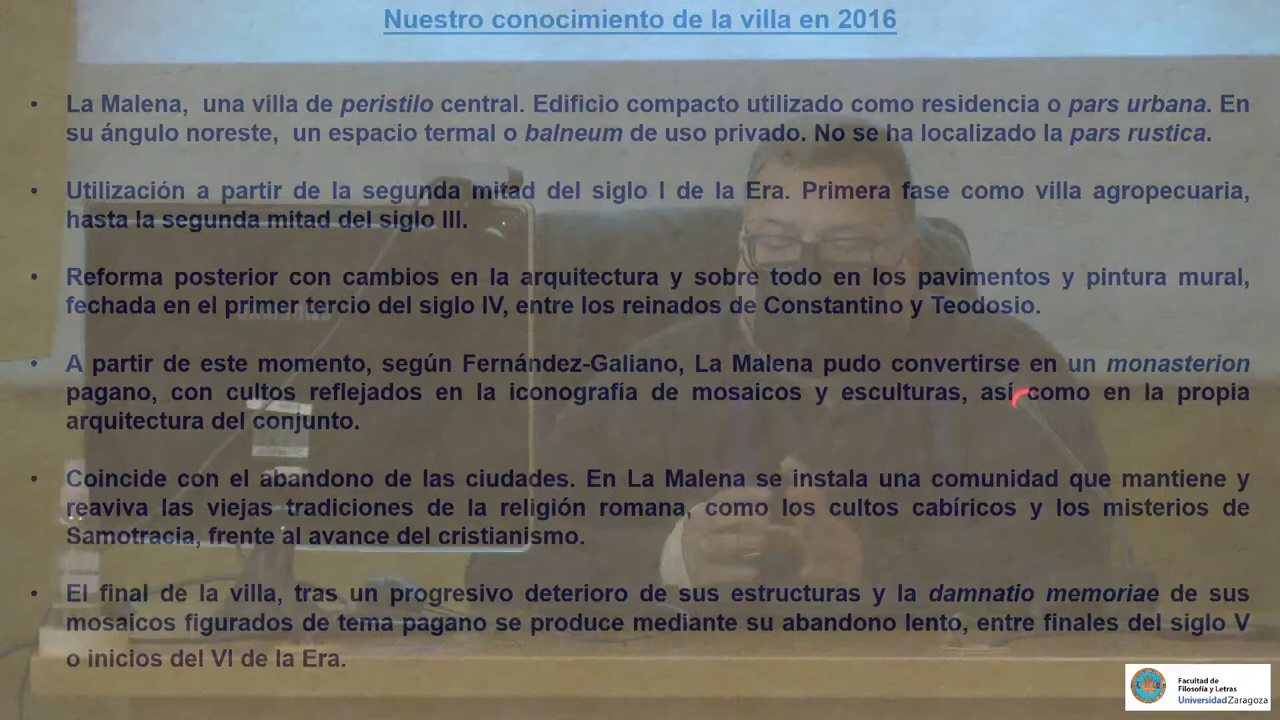 Nuestro conocimiento de la villa en 2016
• La Malena, una villa de peristilo central. Edificio compacto utilizado como residencia o pars urbana. En
su ángulo noreste, un espacio termal o balneum de uso privado. No se ha localizado la pars rustica.
• Utilización a partir de la segunda mitad del siglo I de la Era. Primera fase como villa agropecuaria,
hasta la segunda mitad del siglo III.
• Reforma posterior con cambios en la arquitectura y sobre todo en los pavimentos y pintura mural,
fechada en el primer tercio del siglo IV, entre los reinados de Constantino y Teodosio.
• A partir de este momento, según Fernández-Galiano, La Malena pudo convertirse en un monasterion
pagano, con cultos reflejados en la iconografía de mosaicos y esculturas, así como en la propia
arquitectura del conjunto.
• Coincide con el abandono de las ciudades. En La Malena se instala una comunidad que mantiene y
reaviva las viejas tradiciones de la religión romana, como los cultos cabíricos y los misterios de
Samotracia, frente al avance del cristianismo.
• El final de la villa, tras un progresivo deterioro de sus estructuras y la damnatio memoriae de sus
mosaicos figurados de tema pagano se produce mediante su abandono lento, entre finales del siglo V
o inicios del VI de la Era.
Facultad de
Filosofía y Letras
Universidad Zaragoza